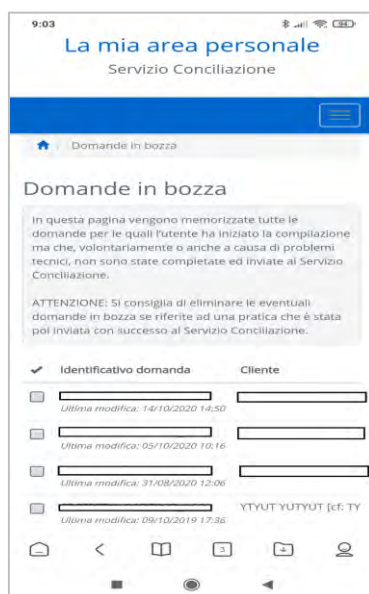 9:03
94
La mia area personale
Servizio Conciliazione
Domande in bozza
Domande in bozza
In questa pagina vengono memorizzate tutte le
domande per le quali l'utente ha iniziato la compilazione
ma che, volontariamente o anche a causa di problemi
tecnici, non sono state completate ed inviate al Servizio
Conciliazione.
ATTENZIONE: Si consiglia di eliminare le eventuali
domande in bozza se riferite ad una pratica che è stata
poi inviata con successo al Servizio Conciliazione.
Identificativo domanda Cliente
Ultima modifica: 14/10/2020 14:50
Ultima modifica: 05/10/2020 10:16
Ultima modifica: 31/08/2020 12:06
YTYUT YUTYUT [cf: TY
Ultima modifica: 09/10/2019 17:36
3